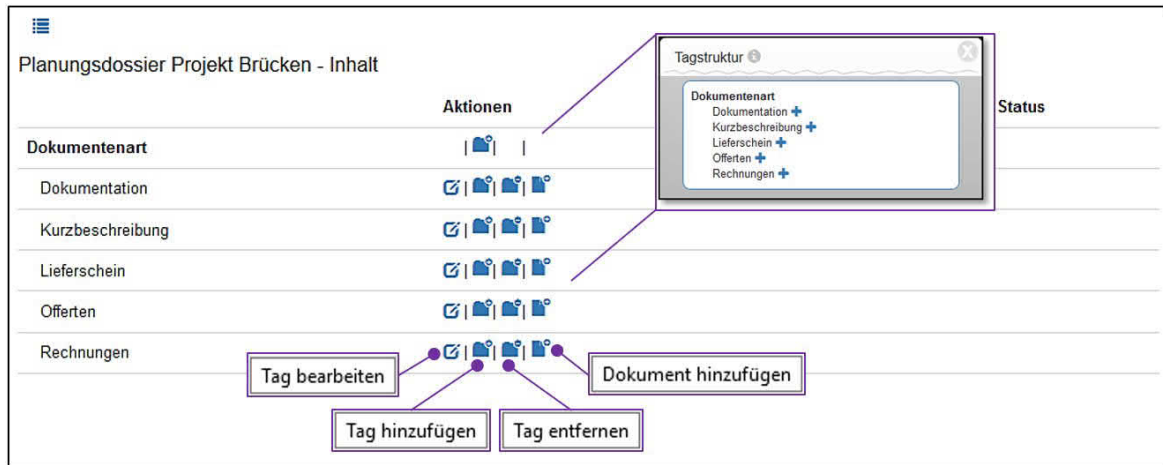 Planungsdossier Projekt Brücken - Inhalt
Aktionen
Status
Dokumentenart
Dokumentation
Kurzbeschreibung
Lieferschein
Offerten
Rechnungen
Tagstruktur
Dokumentenart
Dokumentation
Kurzbeschreibung
Lieferschein
Offerten
Rechnungen
Tag bearbeiten
Dokument hinzufügen
Tag hinzufügen
Tag entfernen